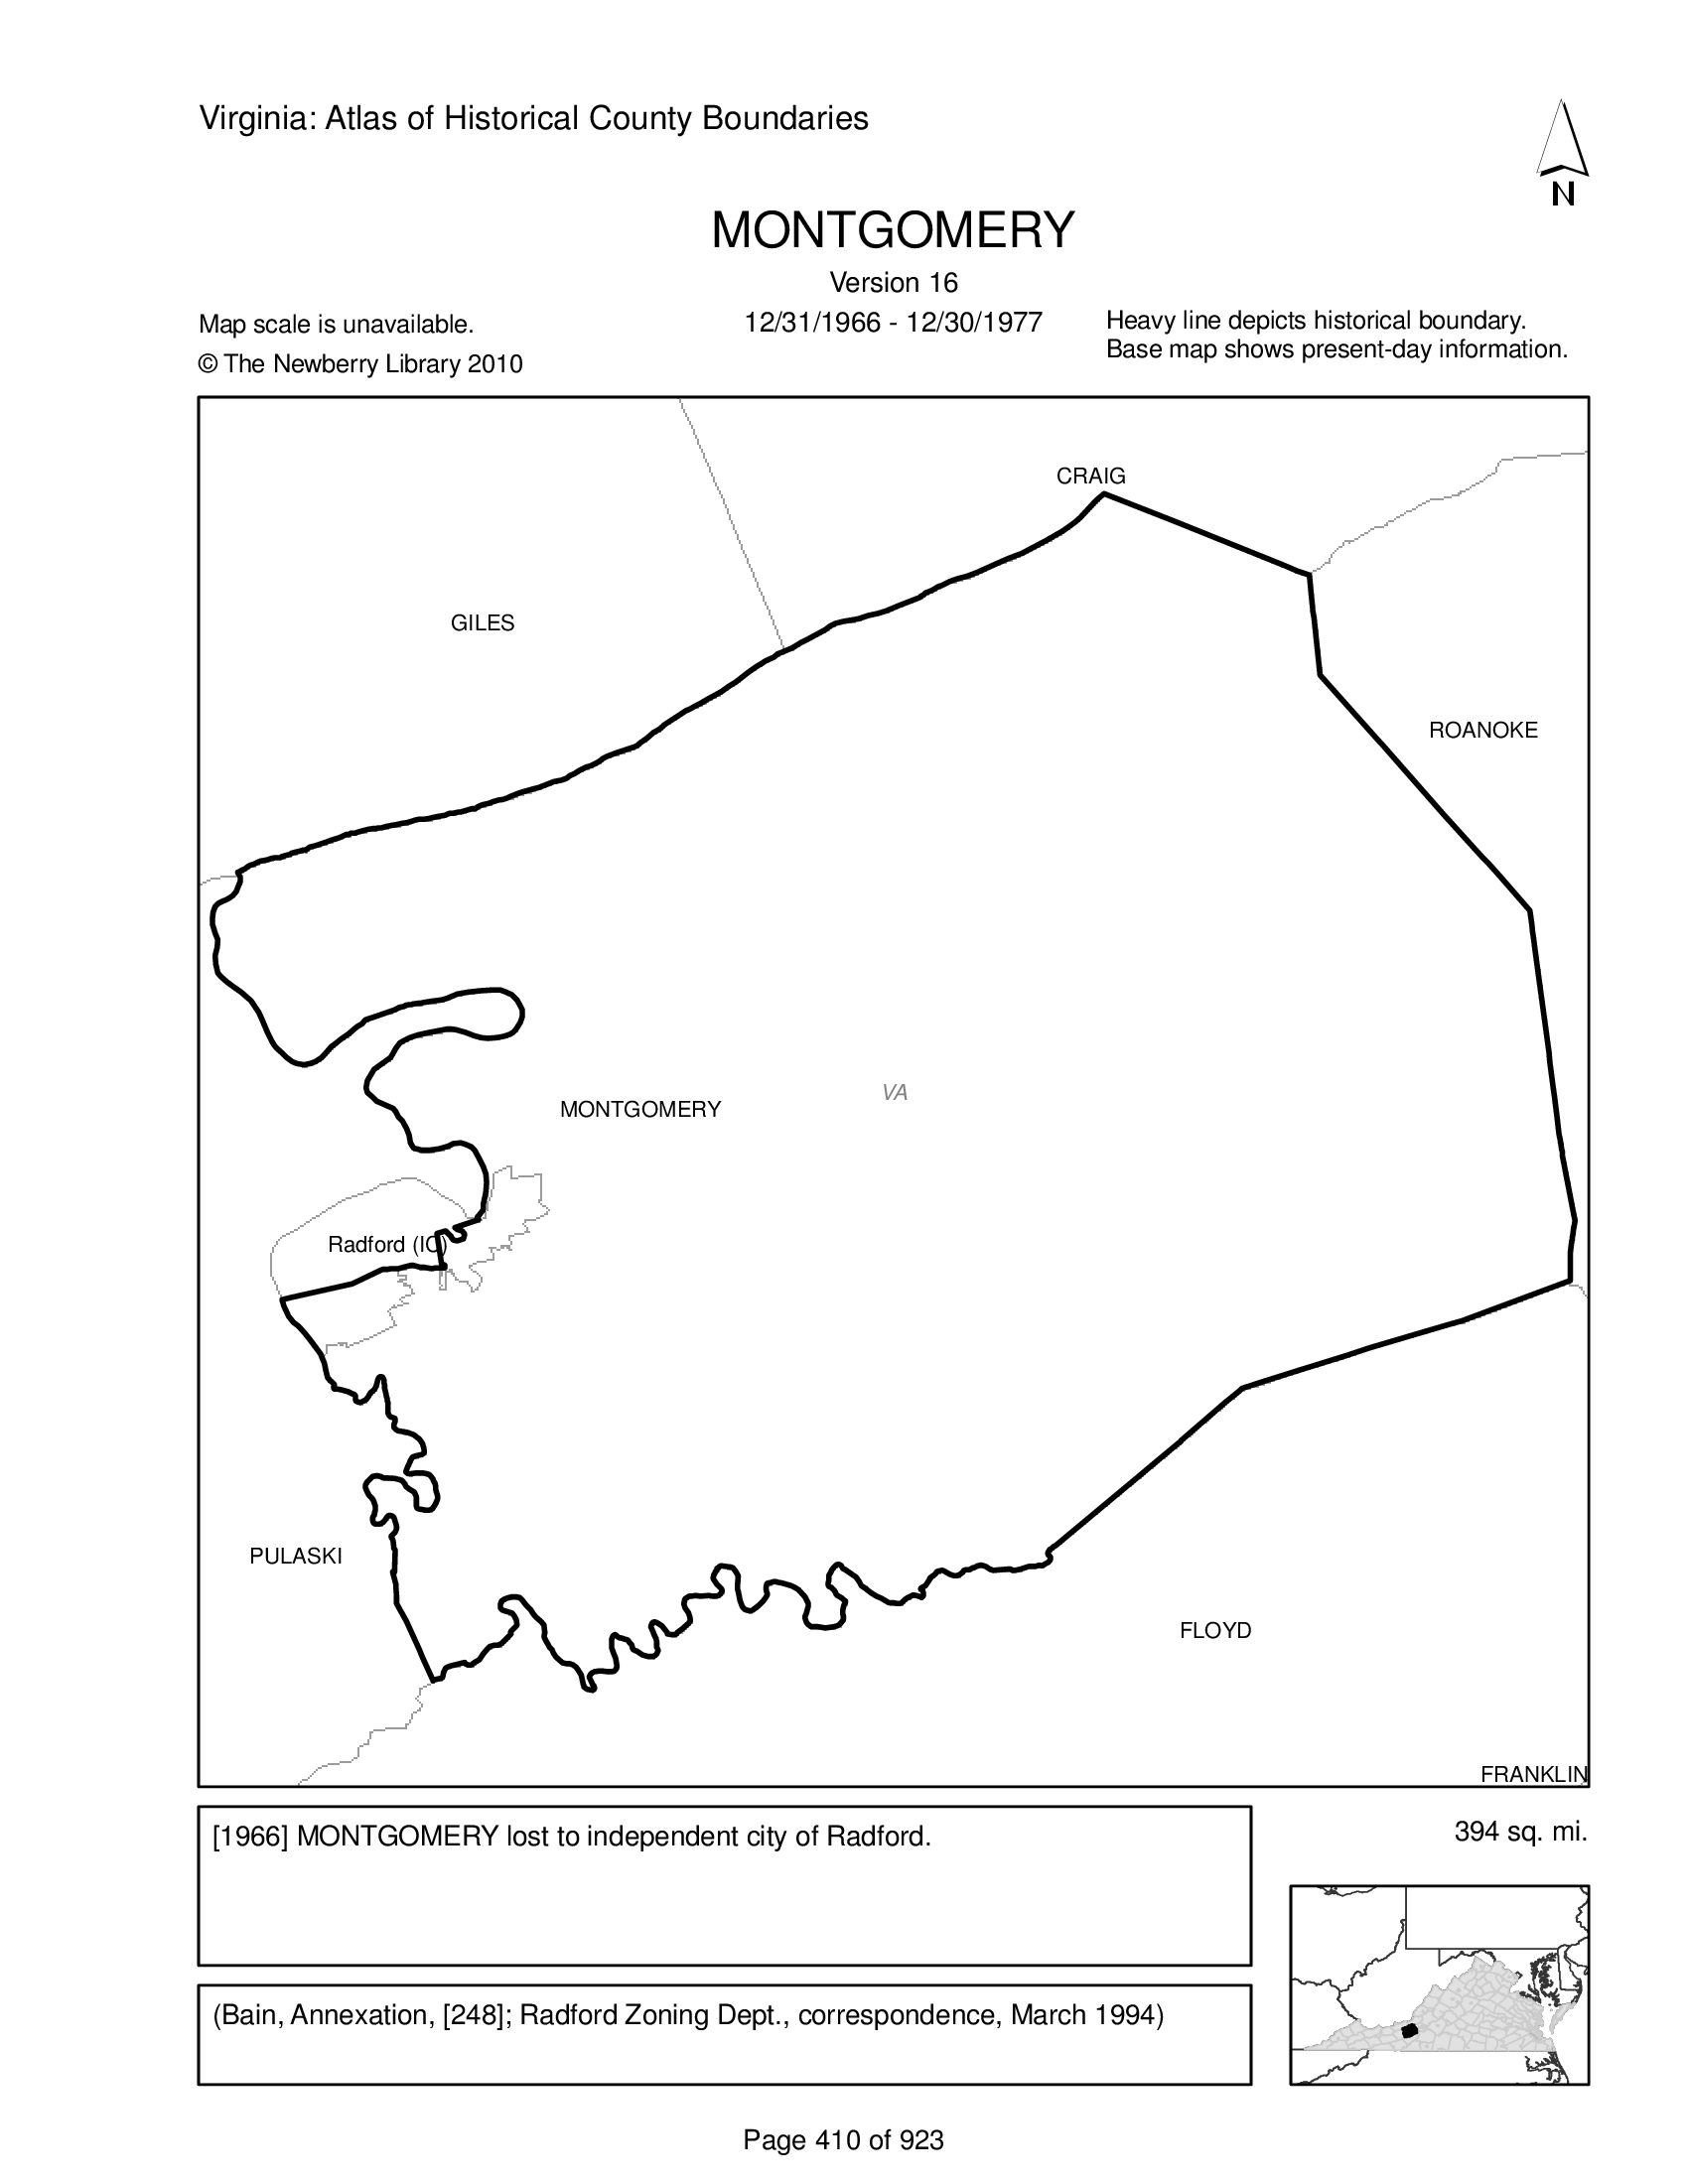 Virginia: Atlas of Historical County Boundaries
N
MONTGOMERY
Version 16
12/31/1966 - 12/30/1977
Map scale is unavailable.
© The Newberry Library 2010
Heavy line depicts historical boundary.
Base map shows present-day information.
CRAIG
GILES
ROANOKE
VA
MONTGOMERY
Radford (IC)
PULASKI
FLOYD
FRANKLIN
[1966] MONTGOMERY lost to independent city of Radford.
394 sq. mi.
(Bain, Annexation, [248]; Radford Zoning Dept., correspondence, March 1994)
Page 410 of 923